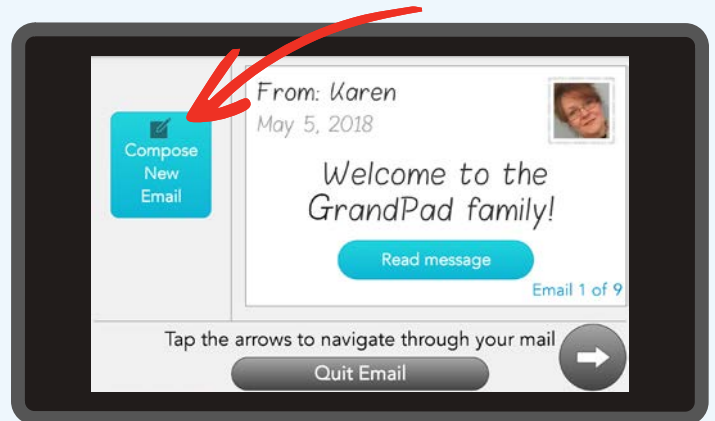 Compose
New
Email
From: Karen
May 5, 2018
Welcome to the
GrandPad family!
Read message
Email 1 of 9
Tap the arrows to navigate through your mail
Quit Email